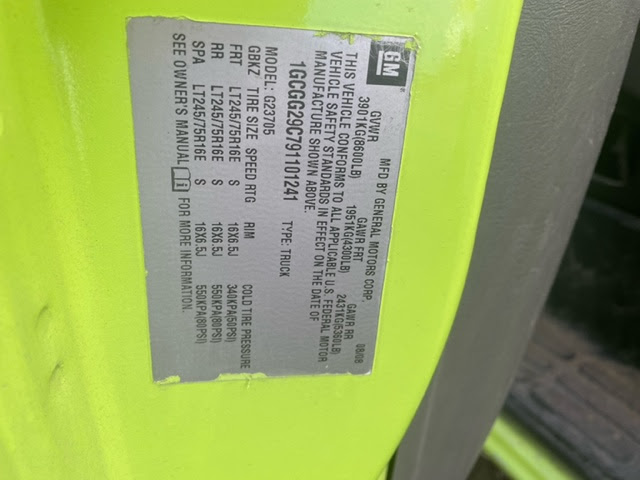 GM
MFD BY GENERAL MOTORS CORP. 08/08
GVWR GAWR FRT GAWR RR
3901KG(8600LB) 1951KG(4300LB) 2431KG(5360LB)
THIS VEHICLE CONFORMS TO ALL APPLICABLE U.S. FEDERAL MOTOR
VEHICLE SAFETY STANDARDS IN EFFECT ON THE DATE OF
MANUFACTURE SHOWN ABOVE.
1GCGG29C791101241 TYPE: TRUCK
MODEL: G23705
GBKZ TIRE SIZE SPEED RTG RIM COLD TIRE PRESSURE
FRT LT245/75R16E S 16X6.5J 340KPA(50PSI)
RR LT245/75R16E S 16X6.5J 550KPA(80PSI)
SPA LT245/75R16E S 16X6.5J 550KPA(80PSI)
SEE OWNER'S MANUAL FOR MORE INFORMATION.